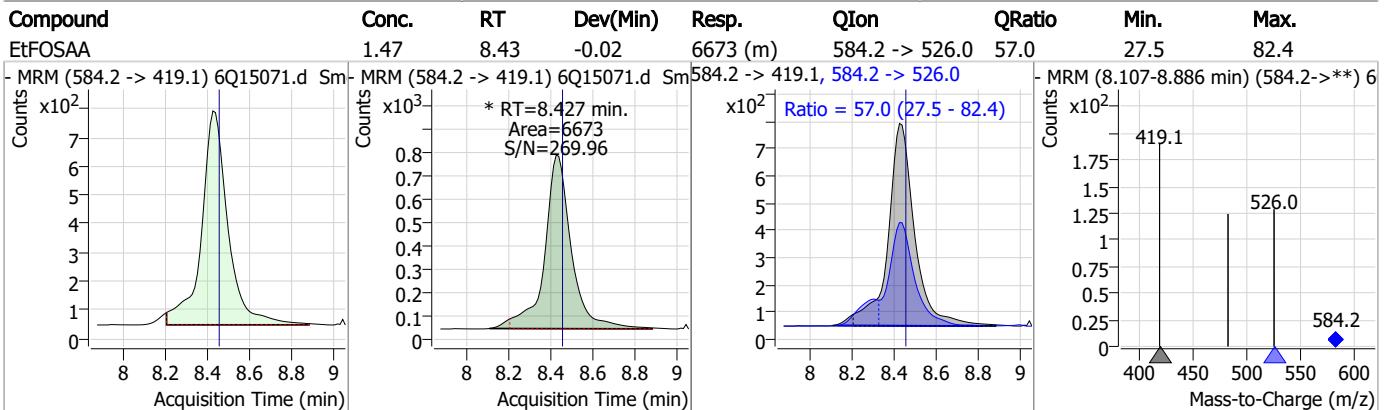 Compound Conc. RT Dev(Min) Resp. QIon QRatio Min. Max.
EtFOSAA 1.47 8.43 -0.02 6673 (m) 584.2 -> 526.0 57.0 27.5 82.4
- MRM (584.2 -> 419.1) 6Q15071.d Sm
Counts
x10²
7
6
5
4
3
2
1
0
8 8.2 8.4 8.6 8.8 9
Acquisition Time (min)
- MRM (584.2 -> 419.1) 6Q15071.d Sm
Counts
x10³
* RT=8.427 min.
Area=6673
S/N=269.96
0.8
0.7
0.6
0.5
0.4
0.3
0.2
0.1
0
8 8.2 8.4 8.6 8.8 9
Acquisition Time (min)
584.2 -> 419.1, 584.2 -> 526.0
x10²
Ratio = 57.0 (27.5 - 82.4)
7
6
5
4
3
2
1
0
8 8.2 8.4 8.6 8.8 9
Acquisition Time (min)
- MRM (8.107-8.886 min) (584.2->**) 6
Counts
x10²
419.1
1.75
1.5
526.0
1.25
1
0.75
0.5
584.2
0.25
0
400 450 500 550 600
Mass-to-Charge (m/z)